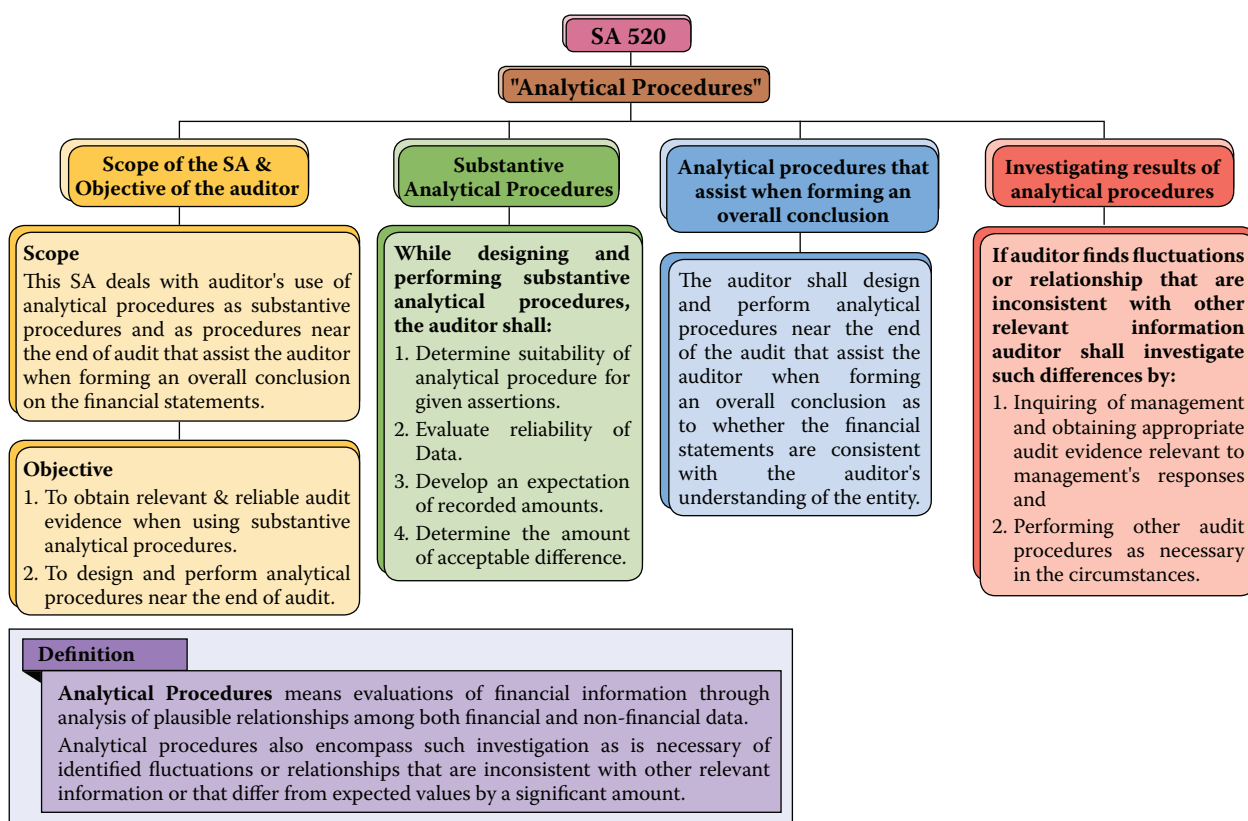 SA 520
"Analytical Procedures"
Scope of the SA &
Objective of the auditor
Scope
This SA deals with auditor's use of
analytical procedures as substantive
procedures and as procedures near
the end of audit that assist the auditor
when forming an overall conclusion
on the financial statements.
Objective
1. To obtain relevant & reliable audit
evidence when using substantive
analytical procedures.
2. To design and perform analytical
procedures near the end of audit.
Substantive
Analytical Procedures
While designing and
performing substantive
analytical procedures,
the auditor shall:
1. Determine suitability of
analytical procedure for
given assertions.
2. Evaluate reliability of
Data.
3. Develop an expectation
of recorded amounts.
4. Determine the amount
of acceptable difference.
Analytical procedures that
assist when forming an
overall conclusion
The auditor shall design
and perform analytical
procedures near the end
of the audit that assist the
auditor when forming
an overall conclusion as
to whether the financial
statements are consistent
with the auditor's
understanding of the entity.
Investigating results of
analytical procedures
If auditor finds fluctuations
or relationship that are
inconsistent with other
relevant information
auditor shall investigate
such differences by:
1. Inquiring of management
and obtaining appropriate
audit evidence relevant to
management's responses
and
2. Performing other audit
procedures as necessary
in the circumstances.
Definition
Analytical Procedures means evaluations of financial information through
analysis of plausible relationships among both financial and non-financial data.
Analytical procedures also encompass such investigation as is necessary of
identified fluctuations or relationships that are inconsistent with other relevant
information or that differ from expected values by a significant amount.